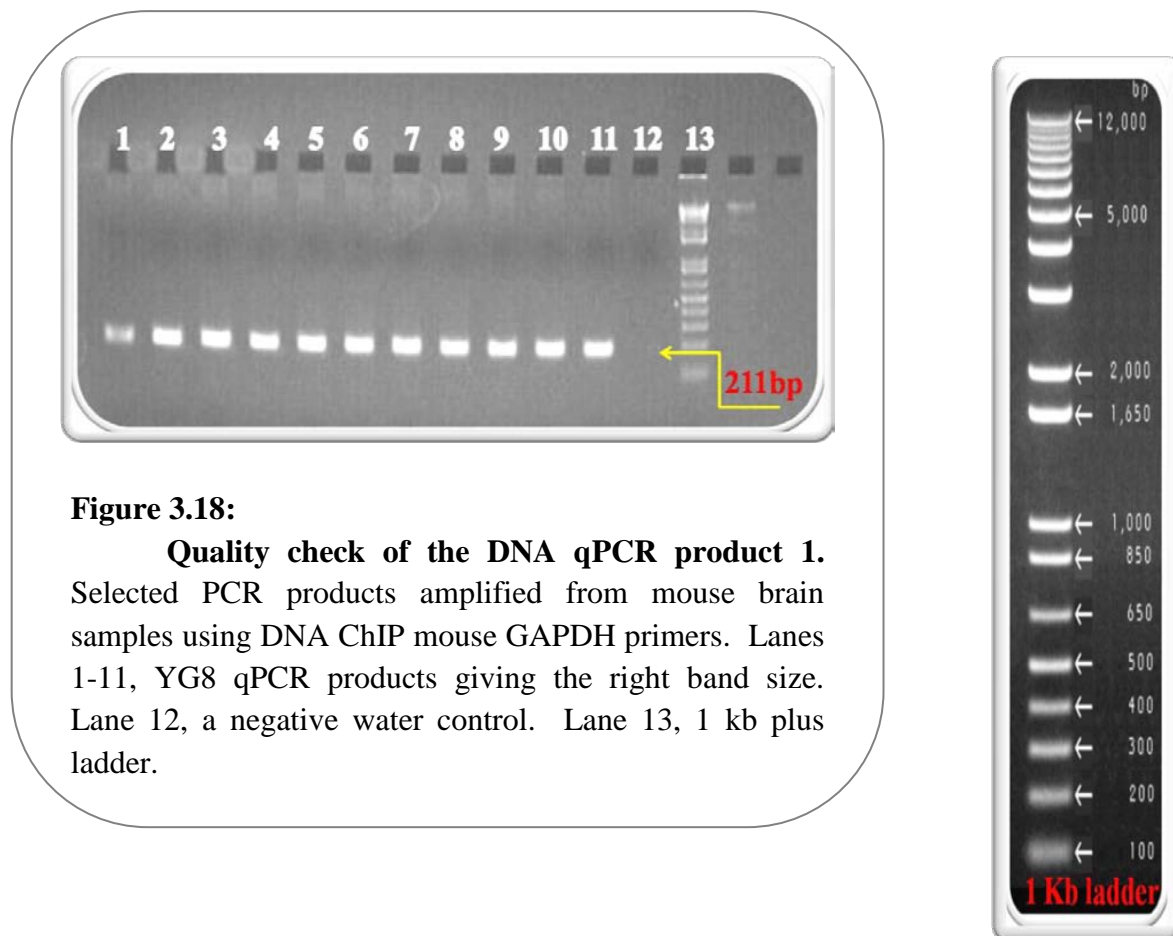 1 2 3 4 5 6 7 8 9 10 11 12 13
211bp
Figure 3.18:
Quality check of the DNA qPCR product 1.
Selected PCR products amplified from mouse brain
samples using DNA ChIP mouse GAPDH primers. Lanes
1-11, YG8 qPCR products giving the right band size.
Lane 12, a negative water control. Lane 13, 1 kb plus
ladder.
bp
12,000
5,000
2,000
1,650
1,000
850
650
500
400
300
200
100
1 Kb ladder